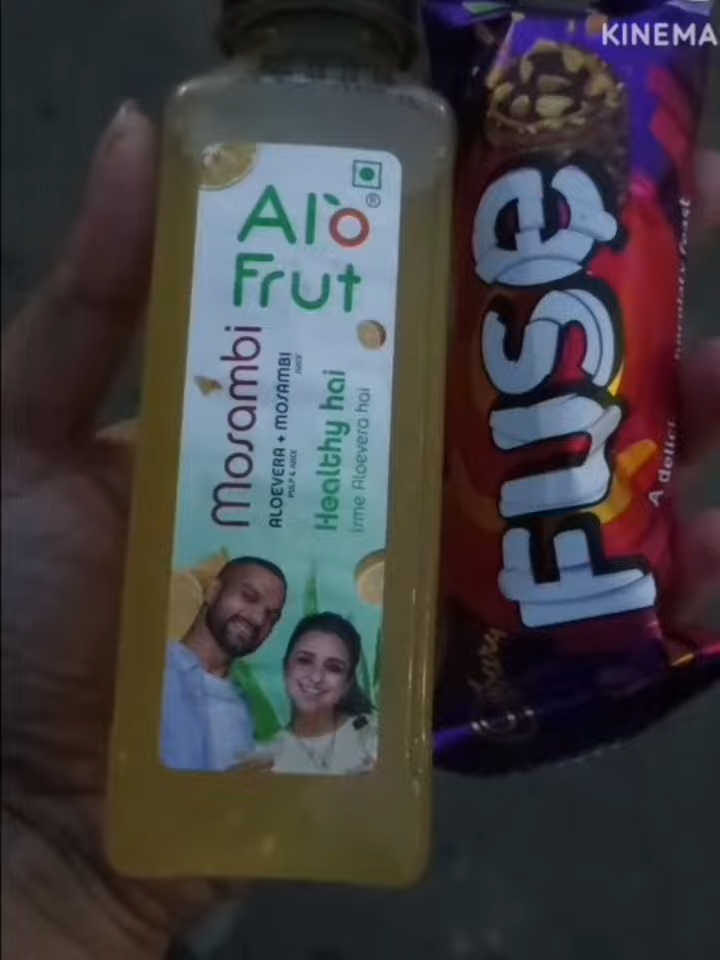 KINEMA
Alo
Frut
®
Mosambi
ALOEVERA + MOSAMBI
PULP & JUICE
JUICE
Healthy hai
isme Aloevera hai
FUSE
A delici